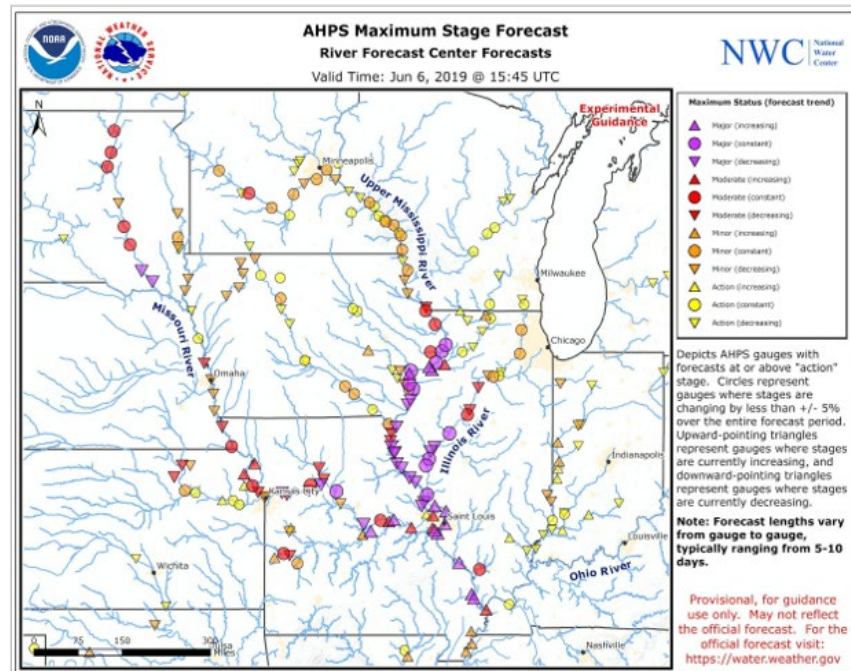 AHPS Maximum Stage Forecast
River Forecast Center Forecasts
Valid Time: Jun 6, 2019 @ 15:45 UTC
NOAA
NATIONAL WEATHER SERVICE
NWC
National
Water
Center
N
Experimental
Guidance
Minneapolis
Upper Mississippi River
Milwaukee
Missouri River
Chicago
Omaha
Illinois River
Indianapolis
Kansas City
Saint Louis
Louisville
Wichita
Ohio River
Tulsa
0 75 150 300
Miles
Nashville
Maximum Status (forecast trend)
Major (increasing)
Major (constant)
Major (decreasing)
Moderate (increasing)
Moderate (constant)
Moderate (decreasing)
Minor (increasing)
Minor (constant)
Minor (decreasing)
Action (increasing)
Action (constant)
Action (decreasing)
Depicts AHPS gauges with
forecasts at or above "action"
stage. Circles represent
gauges where stages are
changing by less than +/- 5%
over the entire forecast period.
Upward-pointing triangles
represent gauges where stages
are currently increasing, and
downward-pointing triangles
represent gauges where stages
are currently decreasing.
Note: Forecast lengths vary
from gauge to gauge,
typically ranging from 5-10
days.
Provisional, for guidance
use only. May not reflect
the official forecast. For the
official forecast visit:
https://water.weather.gov